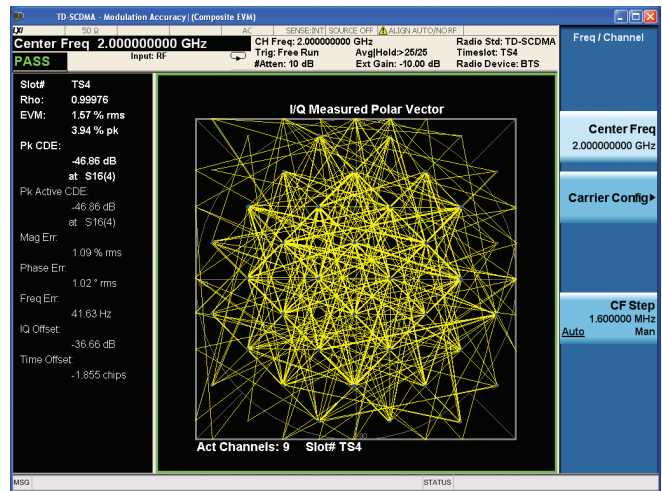 TD-SCDMA - Modulation Accuracy (Composite EVM)
LXI 50 Ω AC SENSE:INT SOURCE OFF ALIGN AUTO/NO RF
Center Freq 2.000000000 GHz
PASS
Input: RF
CH Freq: 2.000000000 GHz
Trig: Free Run Avg|Hold:>25/25
#Atten: 10 dB Ext Gain: -10.00 dB
Radio Std: TD-SCDMA
Timeslot: TS4
Radio Device: BTS
Slot# TS4
Rho: 0.99976
EVM: 1.57 % rms
3.94 % pk
Pk CDE:
-46.86 dB
at S16(4)
Pk Active CDE:
-46.86 dB
at S16(4)
Mag Err:
1.09 % rms
Phase Err:
1.02 ° rms
Freq Err:
41.63 Hz
IQ Offset:
-36.66 dB
Time Offset:
-1.855 chips
I/Q Measured Polar Vector
Act Channels: 9 Slot# TS4
Freq / Channel
Center Freq
2.000000000 GHz
Carrier Config
CF Step
1.600000 MHz
Auto Man
MSG STATUS